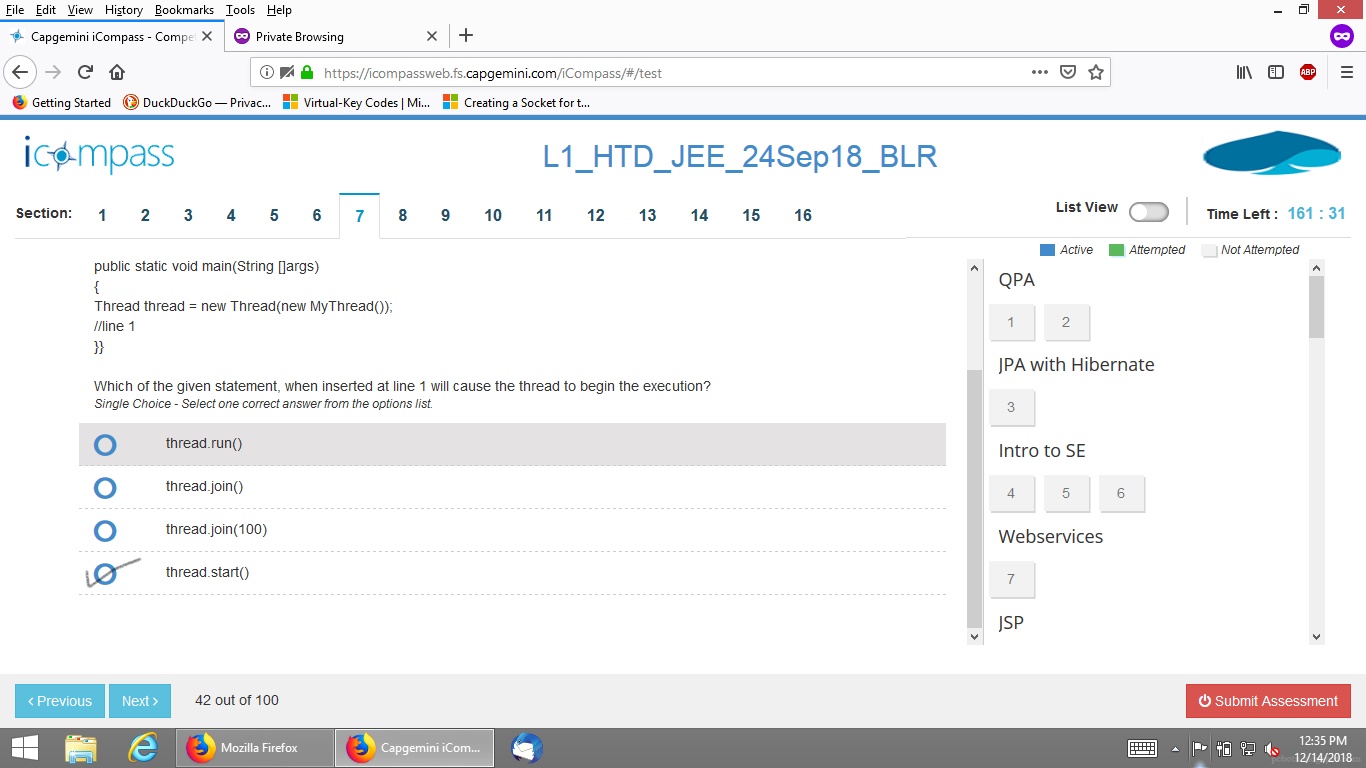 File Edit View History Bookmarks Tools Help
Capgemini iCompass - Compe
Private Browsing
https://icompassweb.fs.capgemini.com/iCompass/#/test
Getting Started
DuckDuckGo — Privac...
Virtual-Key Codes | Mi...
Creating a Socket for t...
ABP
icompass
L1_HTD_JEE_24Sep18_BLR
Section: 1 2 3 4 5 6 7 8 9 10 11 12 13 14 15 16
List View
Time Left : 161 : 31
Active Attempted Not Attempted
public static void main(String []args)
{
Thread thread = new Thread(new MyThread());
//line 1
}}
Which of the given statement, when inserted at line 1 will cause the thread to begin the execution?
Single Choice - Select one correct answer from the options list.
thread.run()
thread.join()
thread.join(100)
thread.start()
QPA
1 2
JPA with Hibernate
3
Intro to SE
4 5 6
Webservices
7
JSP
‹ Previous
Next ›
42 out of 100
Submit Assessment
Mozilla Firefox
Capgemini iCom...
12:35 PM
12/14/2018